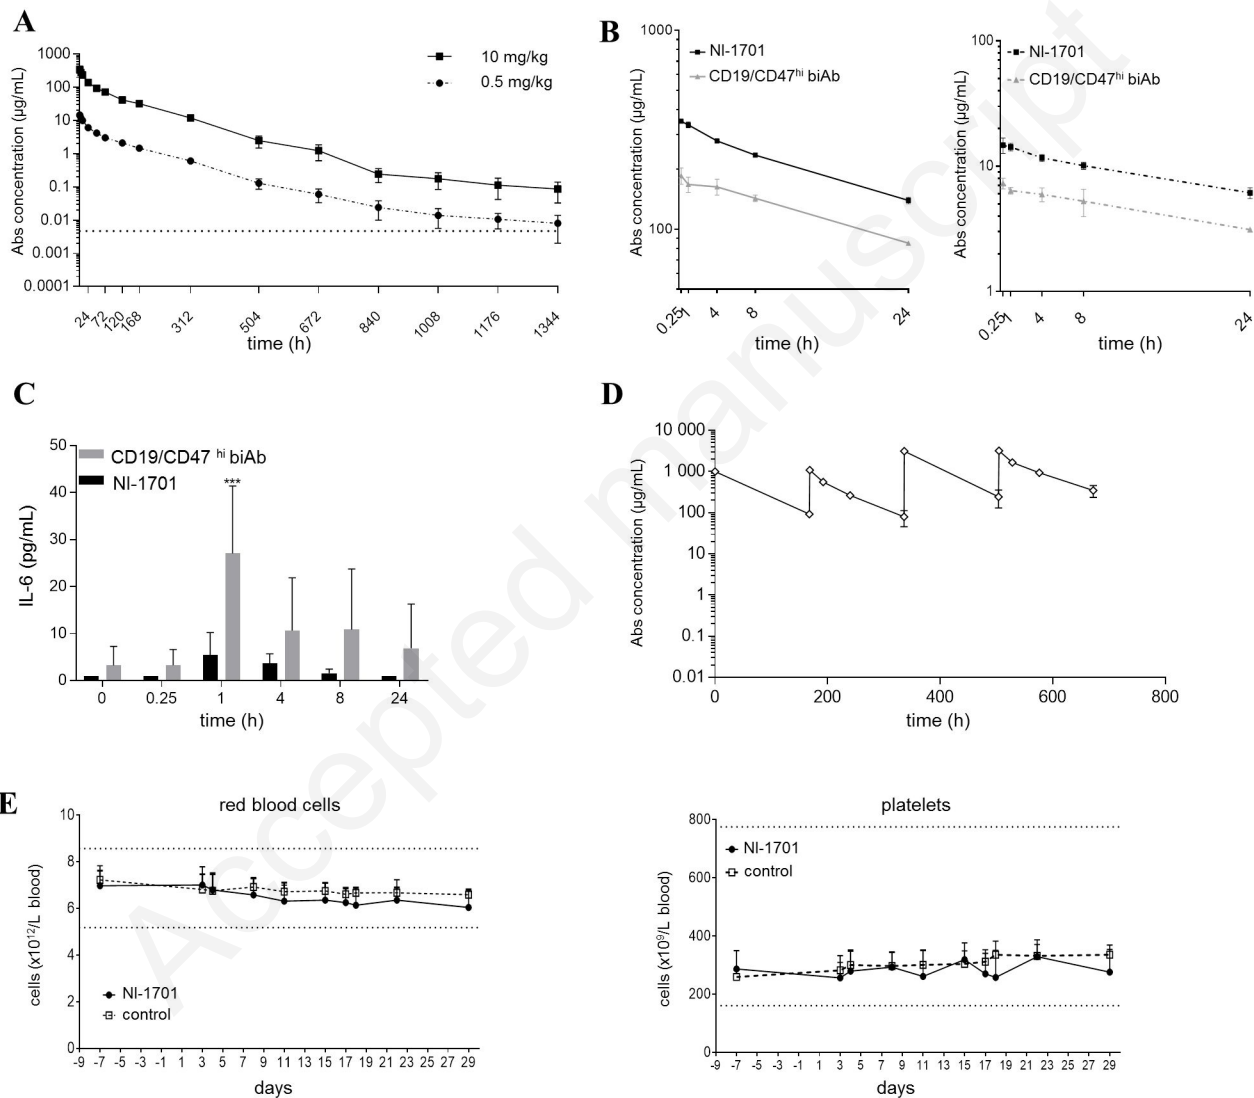 A
Abs concentration (µg/mL)
1000
100
10
1
0.1
0.01
0.001
0.0001
24
72
120
168
312
504
672
840
1008
1176
1344
time (h)
10 mg/kg
0.5 mg/kg
B
Abs concentration (µg/mL)
1000
100
0.25
1
4
8
24
time (h)
NI-1701
CD19/CD47hi biAb
Abs concentration (µg/mL)
100
10
1
0.25
1
4
8
24
time (h)
NI-1701
CD19/CD47hi biAb
C
IL-6 (pg/mL)
50
40
30
20
10
0
CD19/CD47 hi biAb
NI-1701
***
0 0.25 1 4 8 24
time (h)
D
Abs concentration (µg/mL)
10 000
1 000
100
10
1
0.1
0.01
0 200 400 600 800
time (h)
E
red blood cells
cells (x10¹²/L blood)
10
8
6
4
2
0
NI-1701
control
-9 -7 -5 -3 -1 1 3 5 7 9 11 13 15 17 19 21 23 25 27 29
days
platelets
cells (x10⁹/L blood)
800
600
400
200
0
NI-1701
control
-9 -7 -5 -3 -1 1 3 5 7 9 11 13 15 17 19 21 23 25 27 29
days
Accepted manuscript